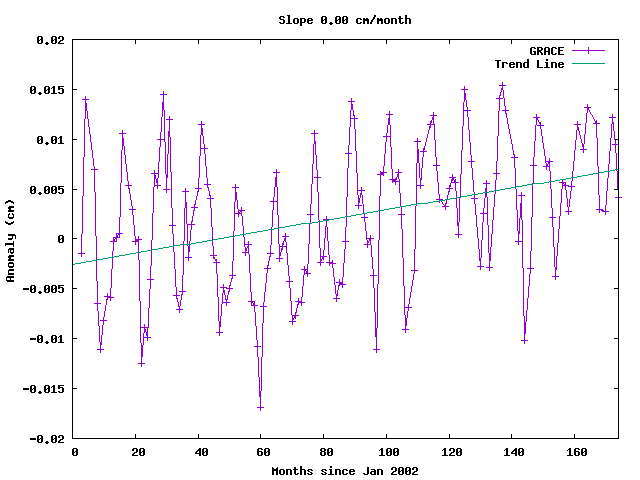 Slope 0.00 cm/month
GRACE
Trend Line
0.02
0.015
0.01
0.005
0
-0.005
-0.01
-0.015
-0.02
Anomaly (cm)
0 20 40 60 80 100 120 140 160
Months since Jan 2002